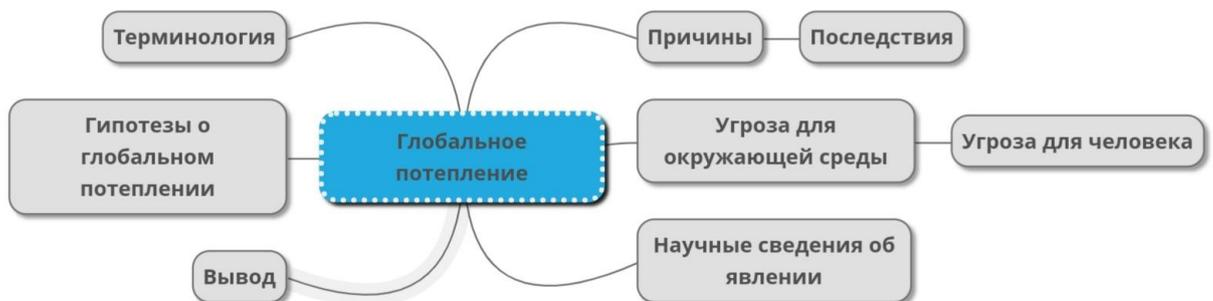 Терминология
Причины
Последствия
Гипотезы о
глобальном
потеплении
Глобальное
потепление
Угроза для
окружающей среды
Угроза для человека
Вывод
Научные сведения об
явлении